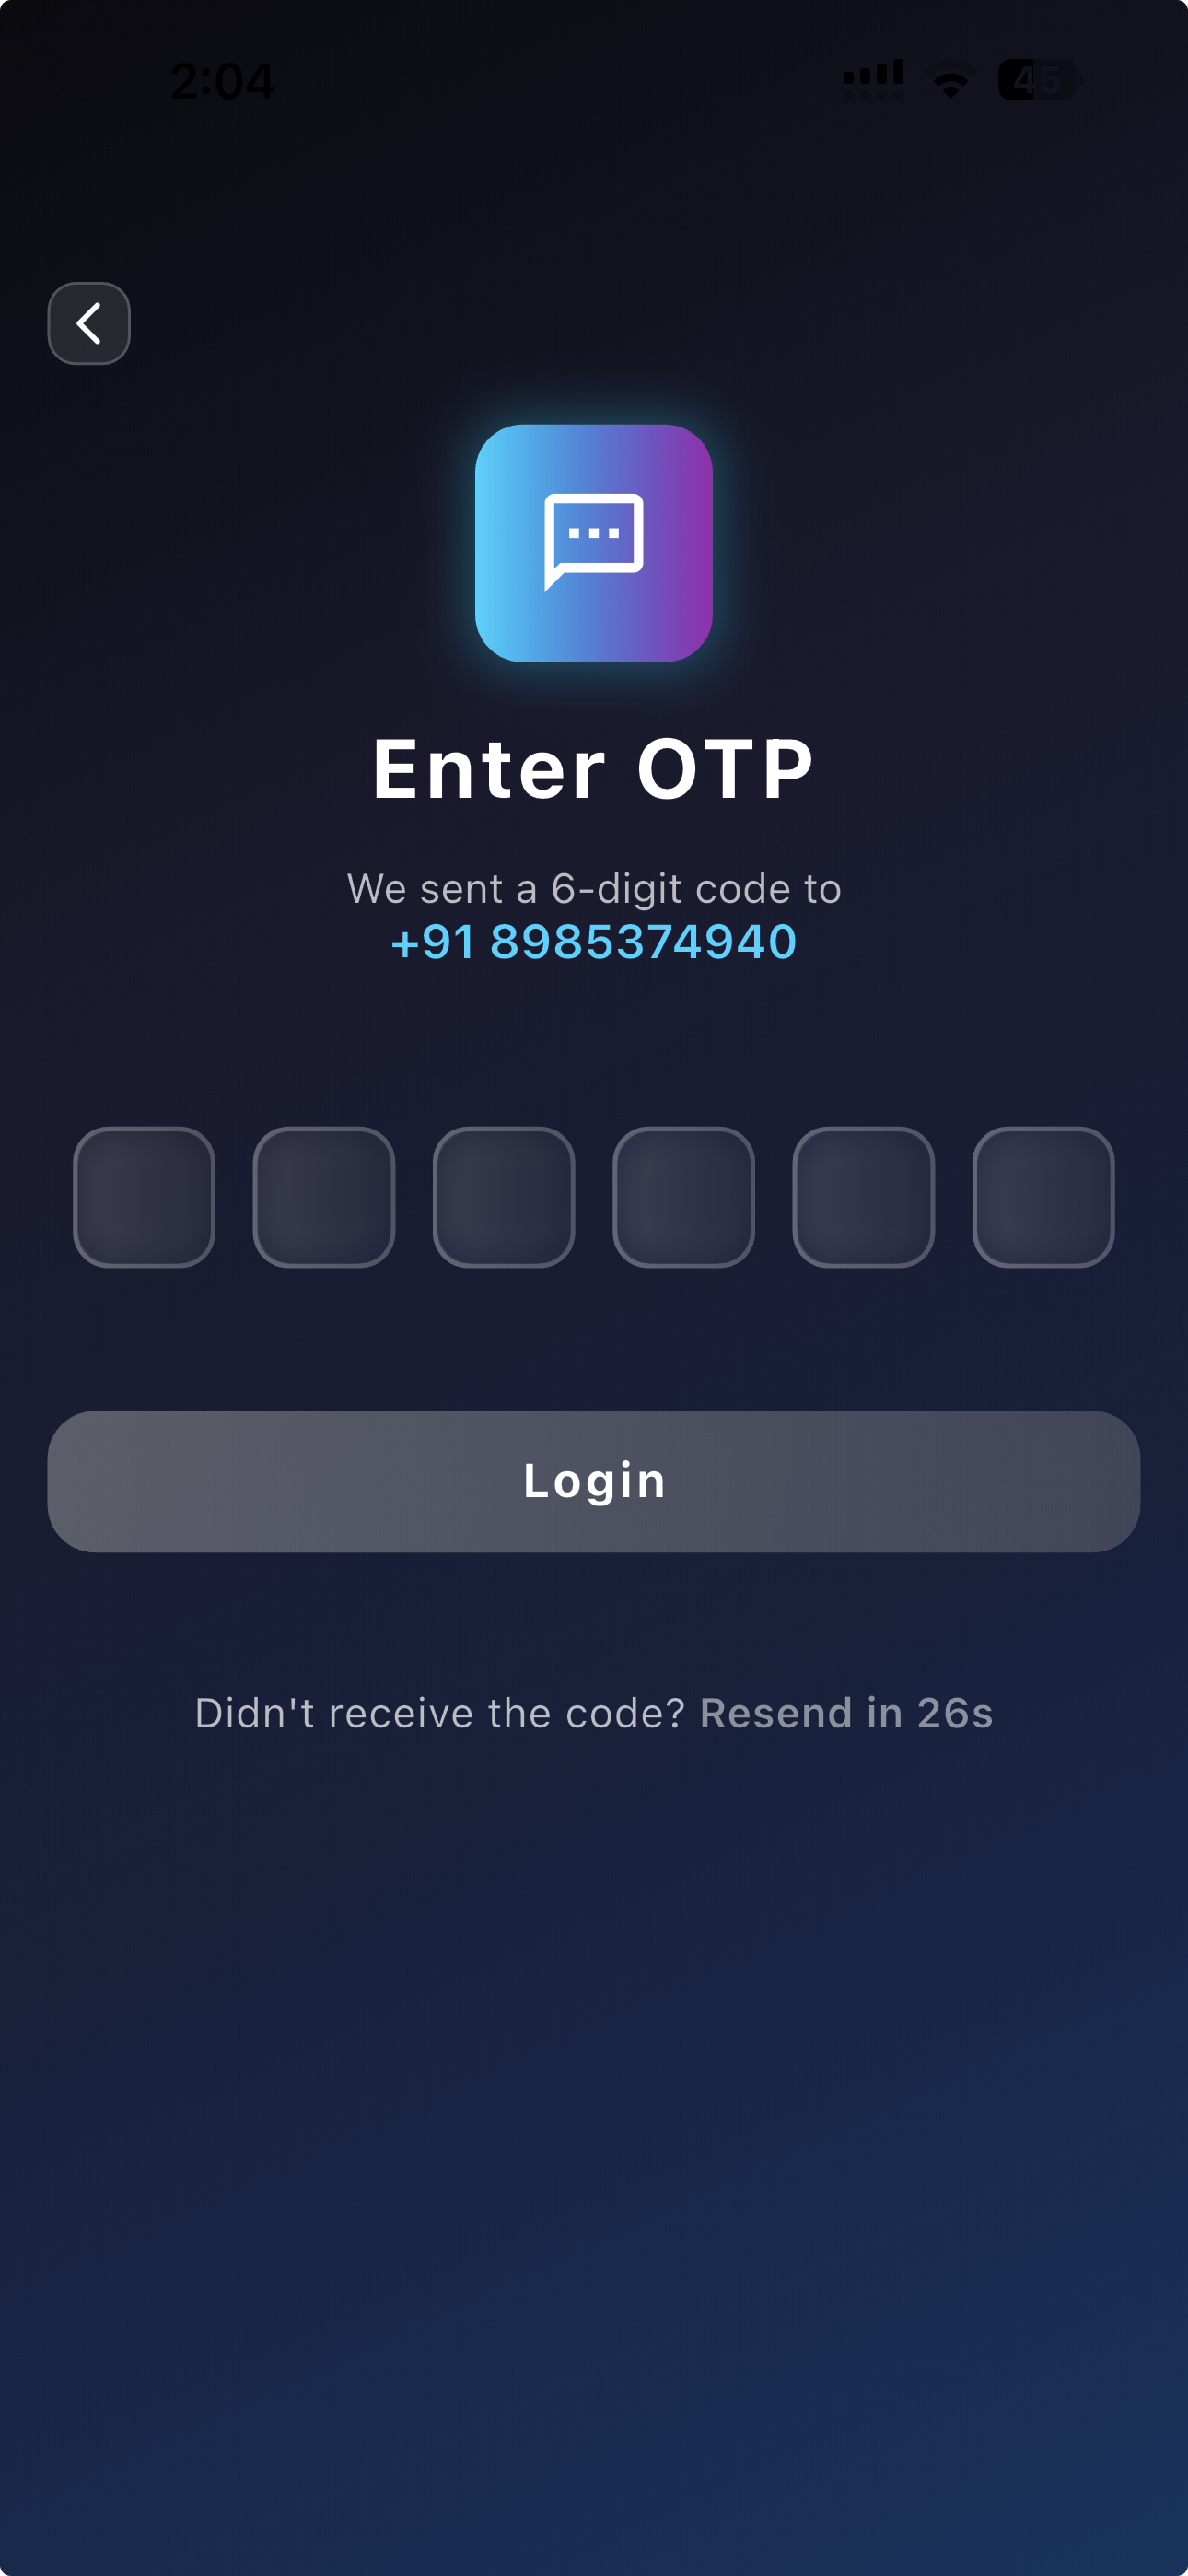 2:04
45
Enter OTP
We sent a 6-digit code to
+91 8985374940
Login
Didn't receive the code? Resend in 26s